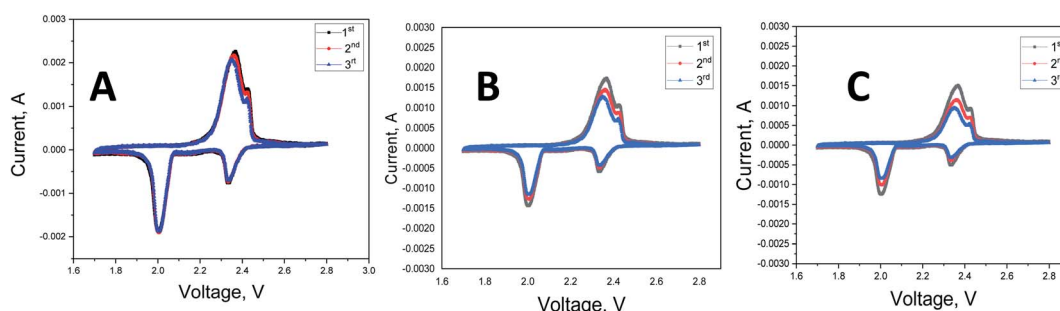 A
0.003
0.002
0.001
0.000
-0.001
-0.002
Current, A
1.6 1.8 2.0 2.2 2.4 2.6 2.8 3.0
Voltage, V
1st
2nd
3rt
B
0.0030
0.0025
0.0020
0.0015
0.0010
0.0005
0.0000
-0.0005
-0.0010
-0.0015
-0.0020
-0.0025
-0.0030
Current, A
1.6 1.8 2.0 2.2 2.4 2.6 2.8
Voltage, V
1st
2nd
3rd
C
0.0030
0.0025
0.0020
0.0015
0.0010
0.0005
0.0000
-0.0005
-0.0010
-0.0015
-0.0020
-0.0025
-0.0030
Current, A
1.6 1.8 2.0 2.2 2.4 2.6 2.8
Voltage, V